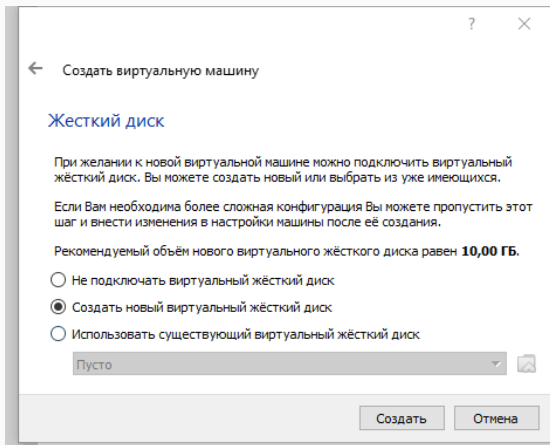 ?
Создать виртуальную машину
Жесткий диск
При желании к новой виртуальной машине можно подключить виртуальный
жёсткий диск. Вы можете создать новый или выбрать из уже имеющихся.
Если Вам необходима более сложная конфигурация Вы можете пропустить этот
шаг и внести изменения в настройки машины после её создания.
Рекомендуемый объём нового виртуального жёсткого диска равен 10,00 ГБ.
Не подключать виртуальный жёсткий диск
Создать новый виртуальный жёсткий диск
Использовать существующий виртуальный жёсткий диск
Пусто
Создать Отмена